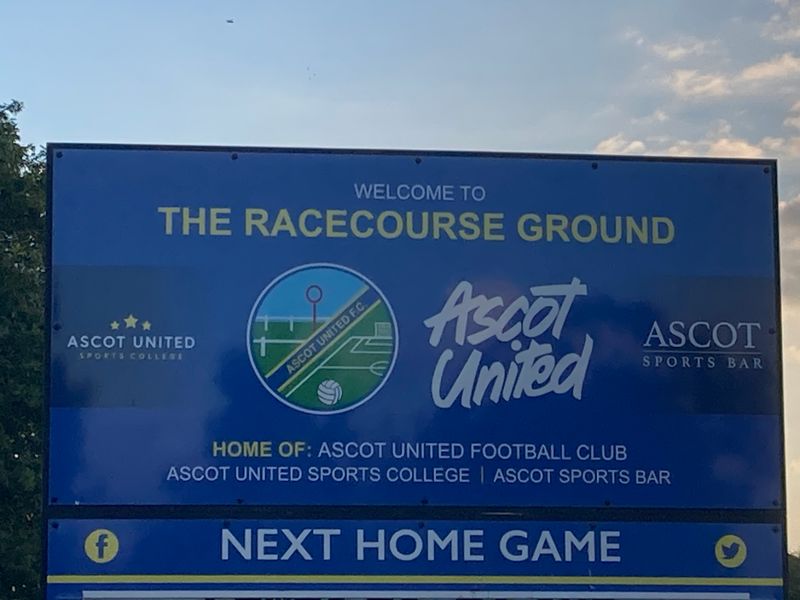 WELCOME TO
THE RACECOURSE GROUND
ASCOT UNITED
SPORTS COLLEGE
ASCOT UNITED F.C.
Ascot
United
ASCOT
SPORTS BAR
HOME OF: ASCOT UNITED FOOTBALL CLUB
ASCOT UNITED SPORTS COLLEGE | ASCOT SPORTS BAR
NEXT HOME GAME